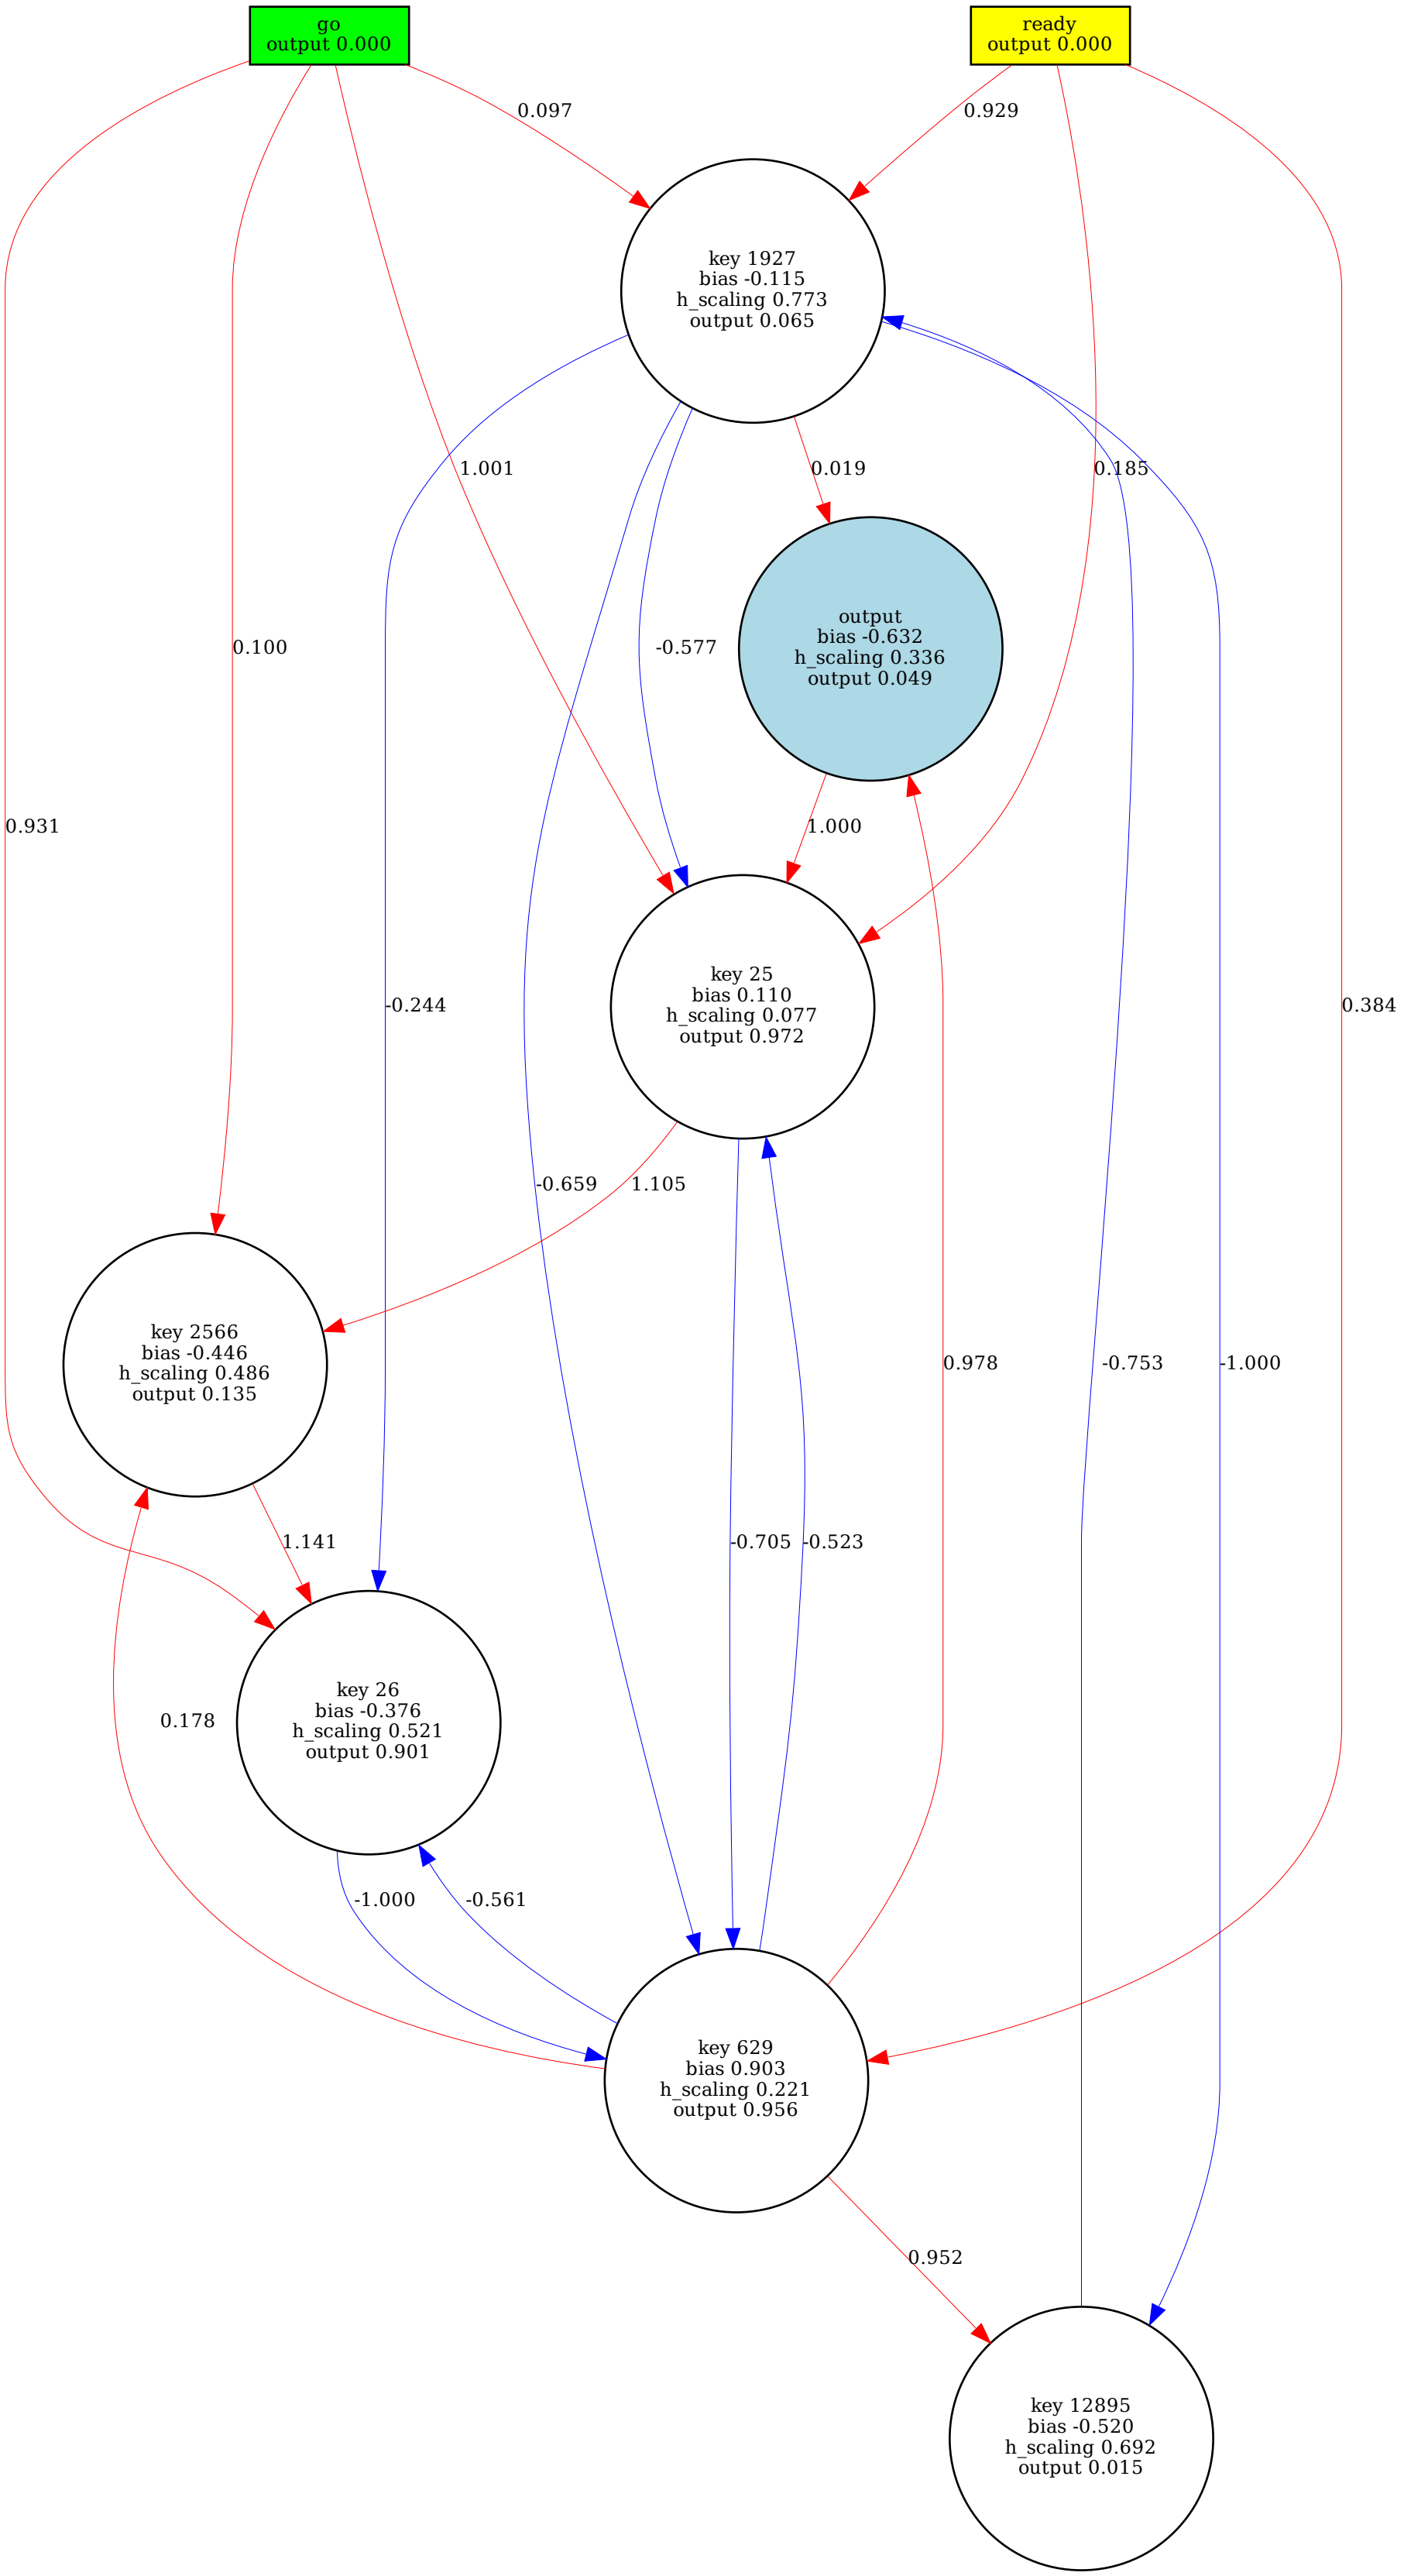 go
output 0.000
ready
output 0.000
0.097
0.929
key 1927
bias -0.115
h_scaling 0.773
output 0.065
1.001
0.019
0.185
0.100
-0.577
output
bias -0.632
h_scaling 0.336
output 0.049
0.931
1.000
-0.244
key 25
bias 0.110
h_scaling 0.077
output 0.972
0.384
-0.659
1.105
key 2566
bias -0.446
h_scaling 0.486
output 0.135
0.978
-0.753
-1.000
1.141
-0.705
-0.523
0.178
key 26
bias -0.376
h_scaling 0.521
output 0.901
-1.000
-0.561
key 629
bias 0.903
h_scaling 0.221
output 0.956
0.952
key 12895
bias -0.520
h_scaling 0.692
output 0.015